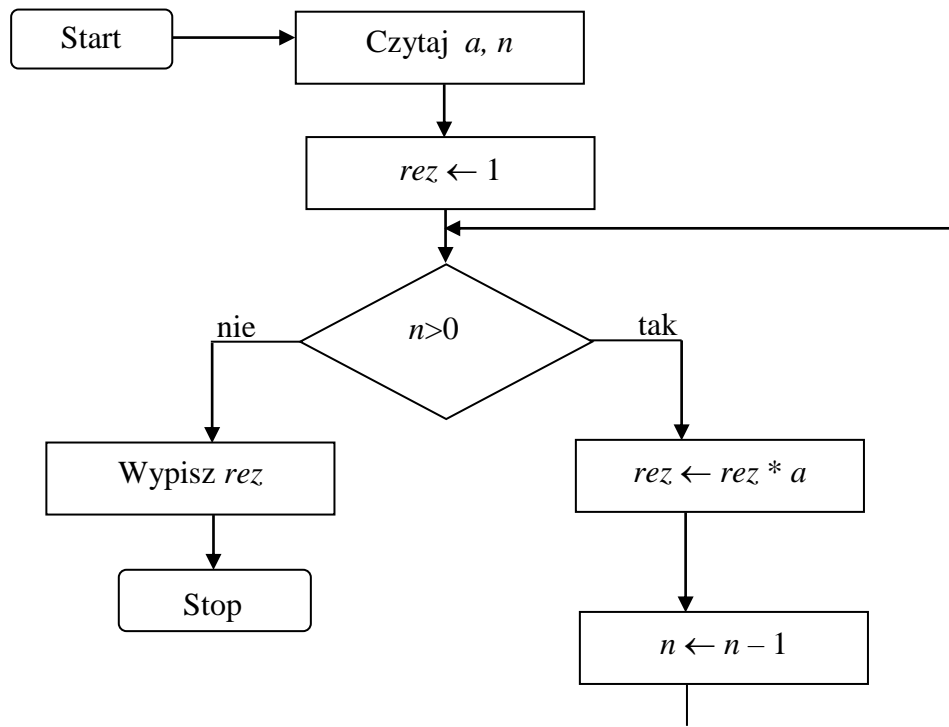 Start
Czytaj a, n
rez ← 1
n>0
nie
tak
Wypisz rez
rez ← rez * a
Stop
n ← n – 1